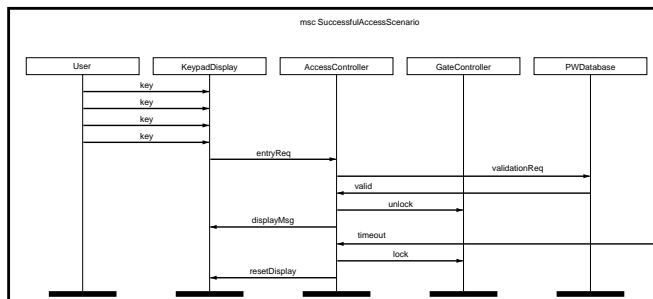 msc SuccessfulAccessScenario
User KeypadDisplay AccessController GateController PWDatabase
key
key
key
key
entryReq
validationReq
valid
unlock
displayMsg
timeout
lock
resetDisplay